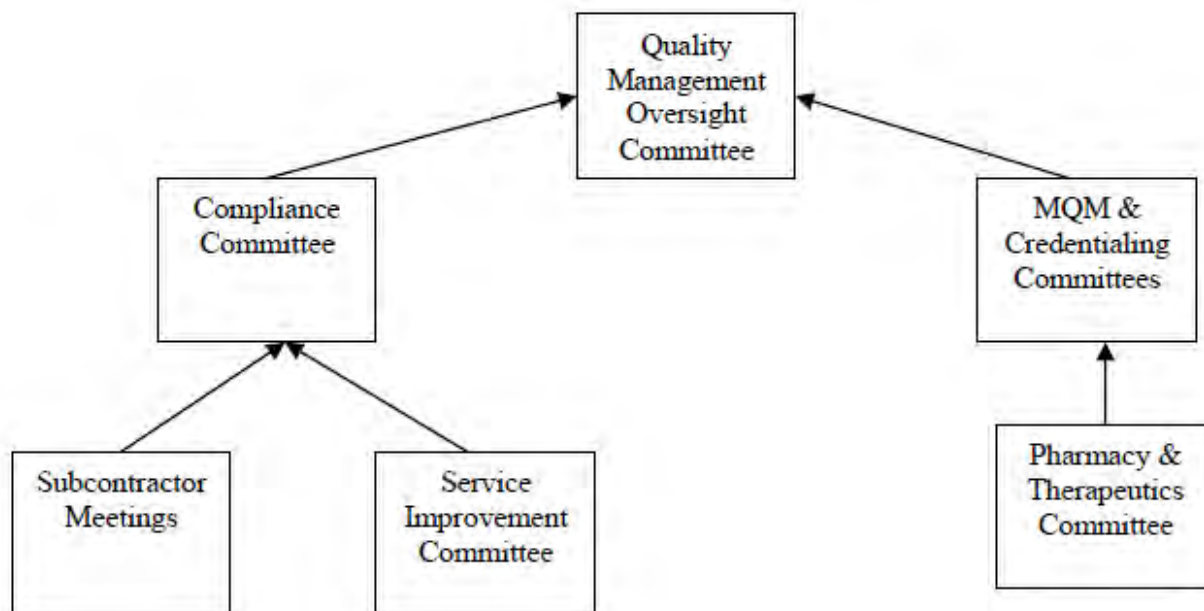 Quality
Management
Oversight
Committee
Compliance
Committee
MQM &
Credentialing
Committees
Subcontractor
Meetings
Service
Improvement
Committee
Pharmacy &
Therapeutics
Committee